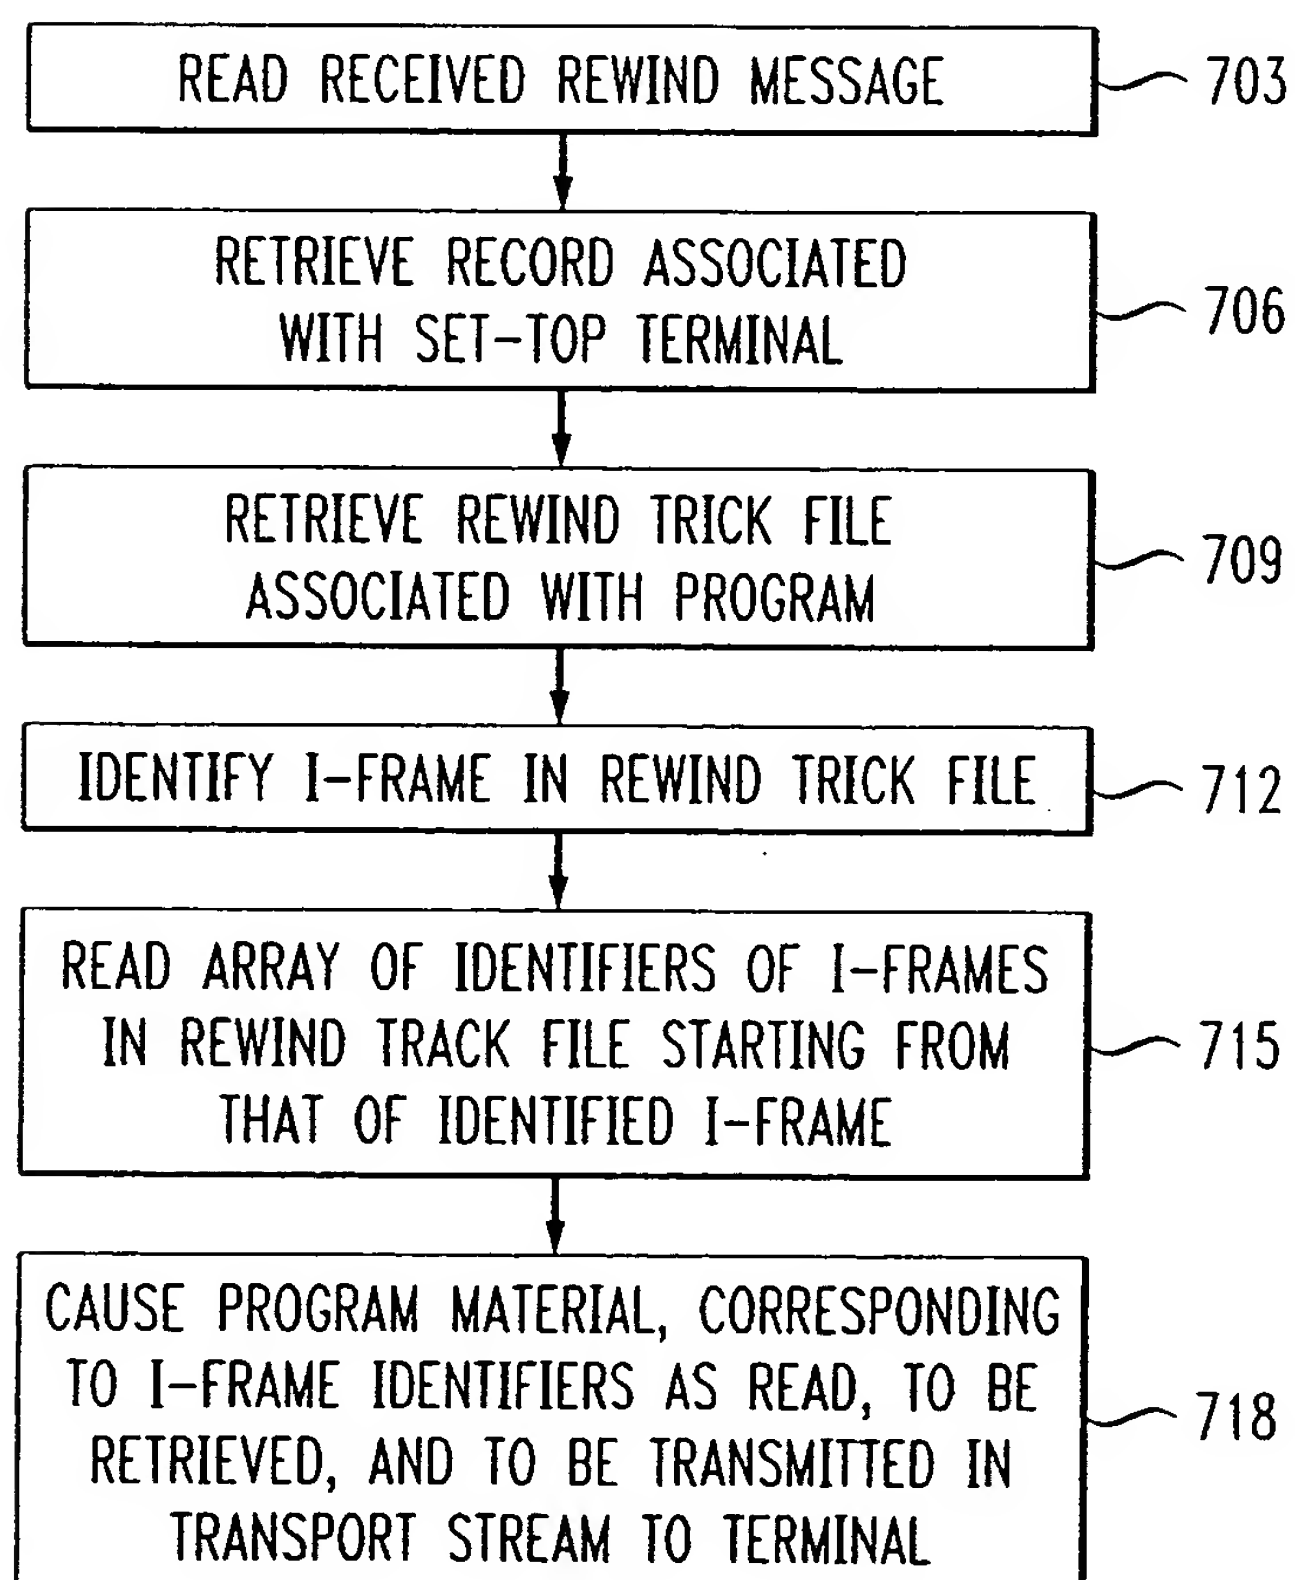 READ RECEIVED REWIND MESSAGE
703
RETRIEVE RECORD ASSOCIATED
WITH SET-TOP TERMINAL
706
RETRIEVE REWIND TRICK FILE
ASSOCIATED WITH PROGRAM
709
IDENTIFY I-FRAME IN REWIND TRICK FILE
712
READ ARRAY OF IDENTIFIERS OF I-FRAMES
IN REWIND TRACK FILE STARTING FROM
THAT OF IDENTIFIED I-FRAME
715
CAUSE PROGRAM MATERIAL, CORRESPONDING
TO I-FRAME IDENTIFIERS AS READ, TO BE
RETRIEVED, AND TO BE TRANSMITTED IN
TRANSPORT STREAM TO TERMINAL
718